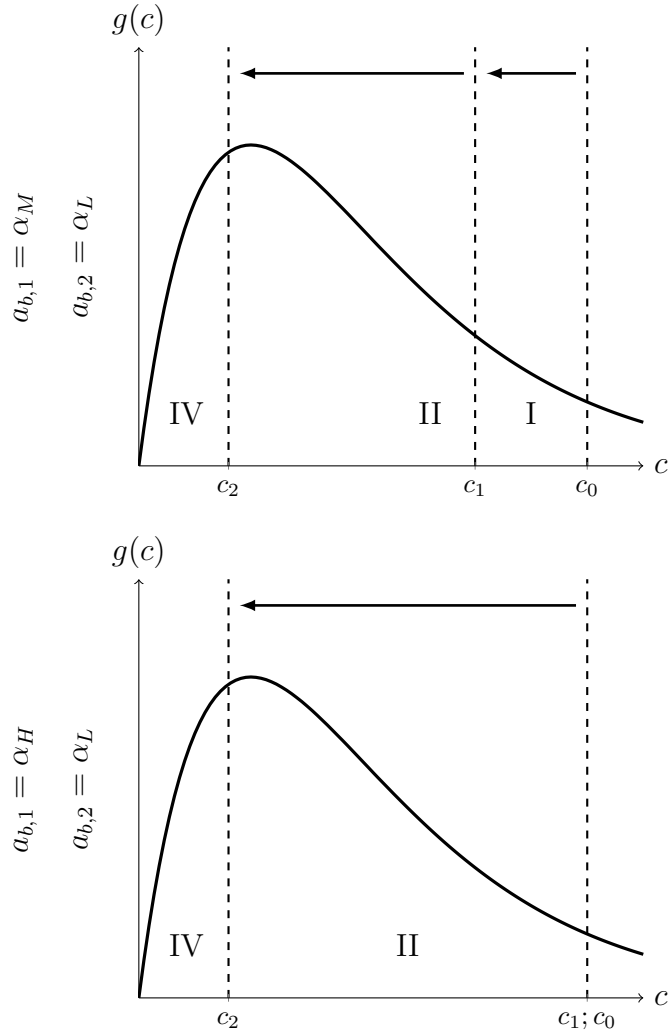 g(c)
a_{b,1} = α_M
a_{b,2} = α_L
IV II I
c_2 c_1 c_0 c
g(c)
a_{b,1} = α_H
a_{b,2} = α_L
IV II
c_2 c_1; c_0 c